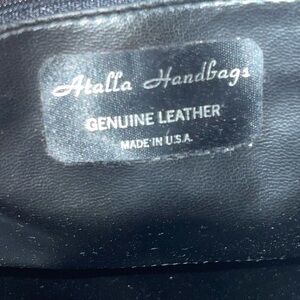 Atalla Handbags
GENUINE LEATHER
MADE IN U.S.A.